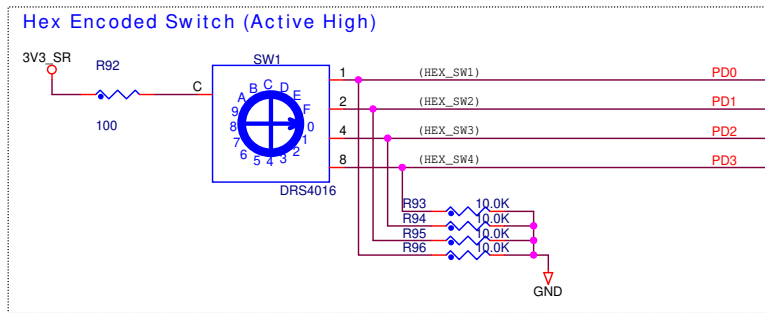 Hex Encoded Switch (Active High)
3V3_SR
R92
100
SW1
C
0
1
2
3
4
5
6
7
8
9
A
B
C
D
E
F
DRS4016
1 (HEX_SW1) PD0
2 (HEX_SW2) PD1
4 (HEX_SW3) PD2
8 (HEX_SW4) PD3
R93 10.0K
R94 10.0K
R95 10.0K
R96 10.0K
GND